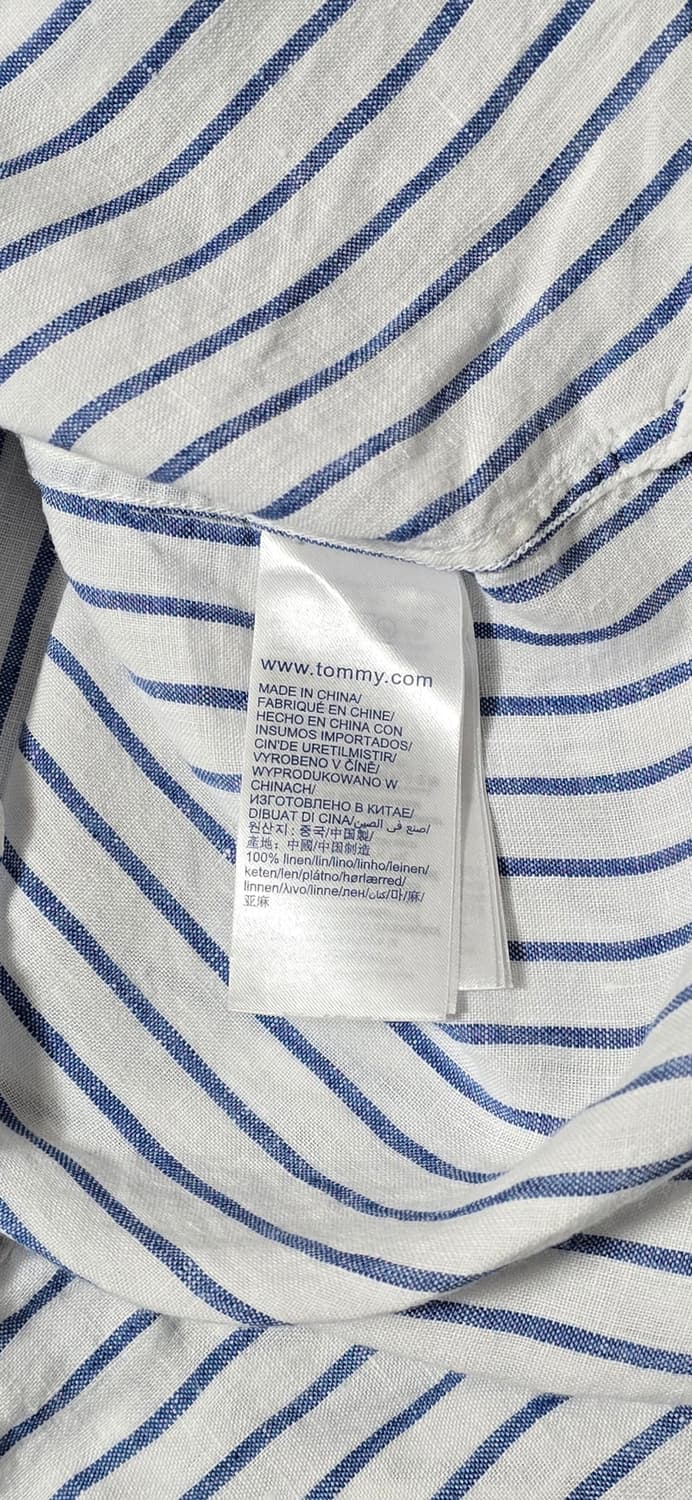 www.tommy.com
MADE IN CHINA/
FABRIQUÉ EN CHINE/
HECHO EN CHINA CON
INSUMOS IMPORTADOS/
CIN'DE URETILMISTIR/
VYROBENO V ČÍNĚ/
WYPRODUKOWANO W
CHINACH/
ИЗГОТОВЛЕНО В КИТАЕ/
DIBUAT DI CINA/صنع فى الصين/
원산지 : 중국/中国製/
產地：中國/中国制造
100% linen/lin/lino/linho/leinen/
keten/len/plátno/hørlærred/
linnen/λινο/linne/лен/كتان/마/麻/
亚麻